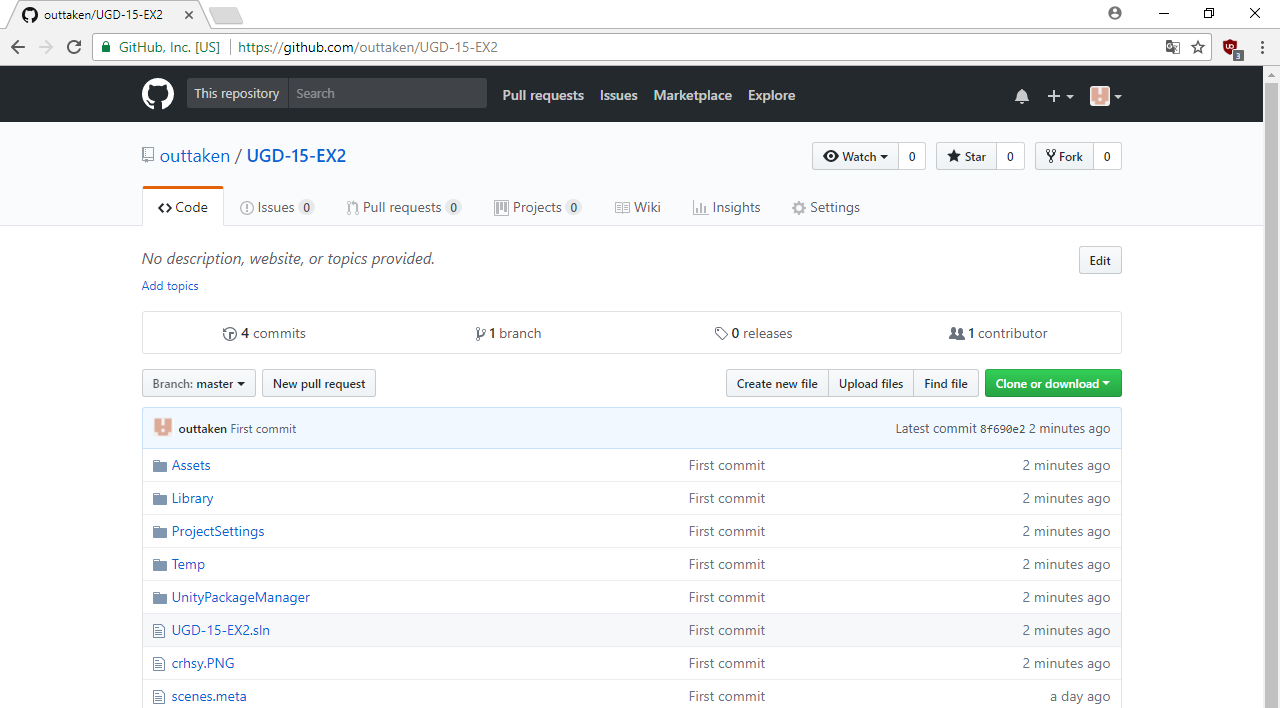 outtaken/UGD-15-EX2
GitHub, Inc. [US] https://github.com/outtaken/UGD-15-EX2
3
This repository Search Pull requests Issues Marketplace Explore
outtaken / UGD-15-EX2 Watch 0 Star 0 Fork 0
Code Issues 0 Pull requests 0 Projects 0 Wiki Insights Settings
No description, website, or topics provided. Edit
Add topics
4 commits 1 branch 0 releases 1 contributor
Branch: master New pull request Create new file Upload files Find file Clone or download
outtaken First commit Latest commit 8f690e2 2 minutes ago
Assets First commit 2 minutes ago
Library First commit 2 minutes ago
ProjectSettings First commit 2 minutes ago
Temp First commit 2 minutes ago
UnityPackageManager First commit 2 minutes ago
UGD-15-EX2.sln First commit 2 minutes ago
crhsy.PNG First commit 2 minutes ago
scenes.meta First commit a day ago